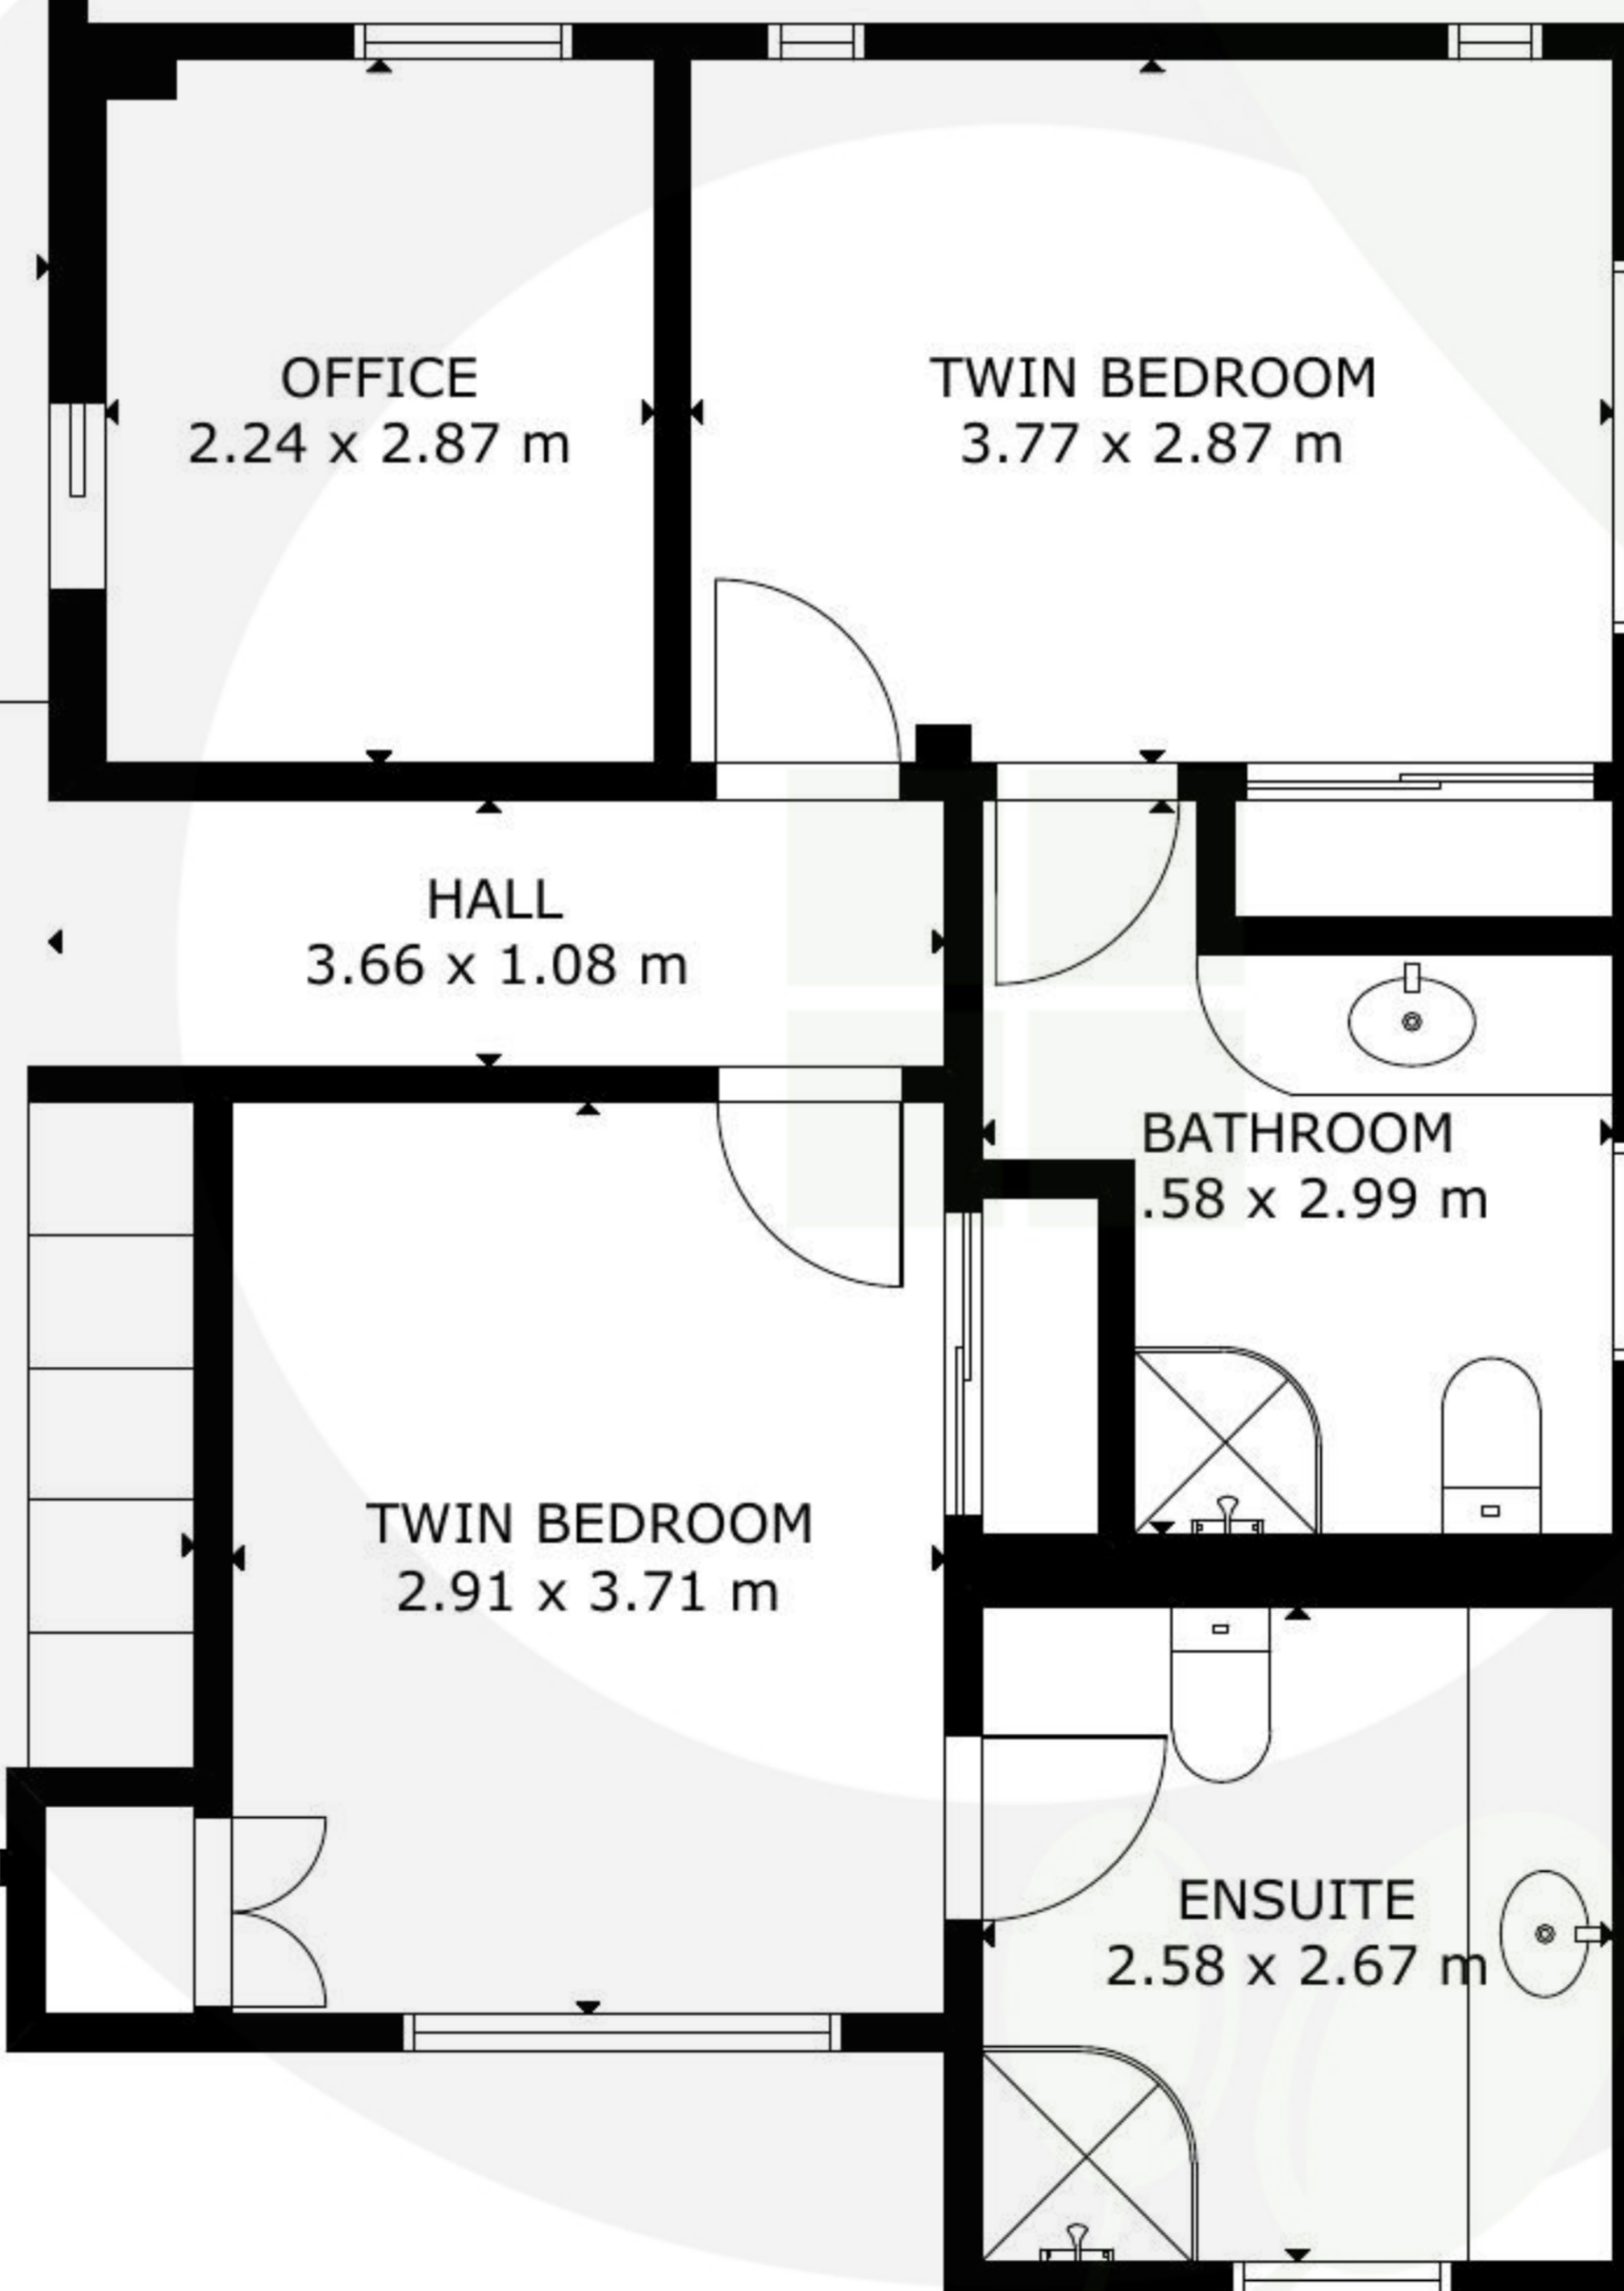 OFFICE
2.24 x 2.87 m
TWIN BEDROOM
3.77 x 2.87 m
HALL
3.66 x 1.08 m
BATHROOM
.58 x 2.99 m
TWIN BEDROOM
2.91 x 3.71 m
ENSUITE
2.58 x 2.67 m